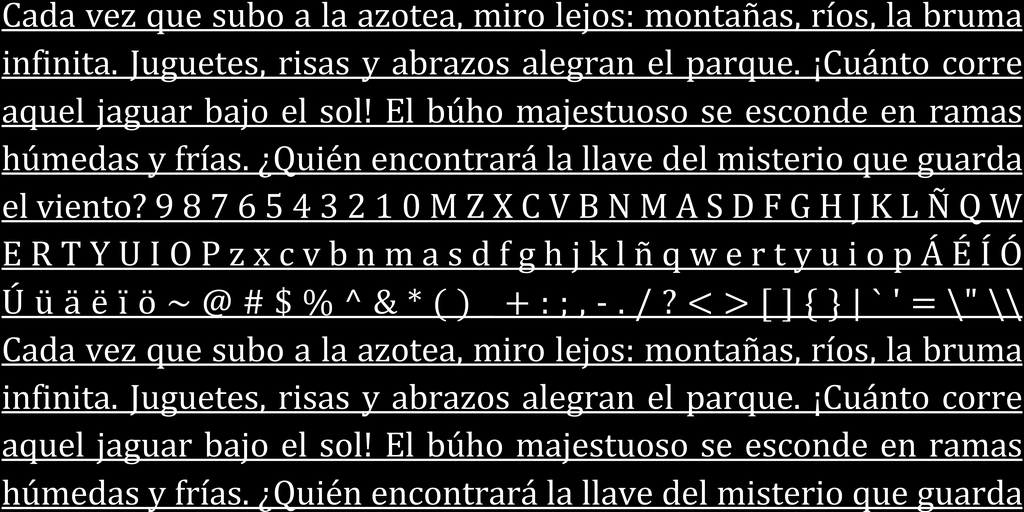 Cada vez que subo a la azotea, miro lejos: montañas, ríos, la bruma
infinita. Juguetes, risas y abrazos alegran el parque. ¡Cuánto corre
aquel jaguar bajo el sol! El búho majestuoso se esconde en ramas
húmedas y frías. ¿Quién encontrará la llave del misterio que guarda
el viento? 9 8 7 6 5 4 3 2 1 0 M Z X C V B N M A S D F G H J K L Ñ Q W
E R T Y U I O P z x c v b n m a s d f g h j k l ñ q w e r t y u i o p Á É Í Ó
Ú ü ä ë ï ö ~ @ # $ % ^ & * ( ) _ + : ; , - . / ? < > [ ] { } | ` ' = \" \\
Cada vez que subo a la azotea, miro lejos: montañas, ríos, la bruma
infinita. Juguetes, risas y abrazos alegran el parque. ¡Cuánto corre
aquel jaguar bajo el sol! El búho majestuoso se esconde en ramas
húmedas y frías. ¿Quién encontrará la llave del misterio que guarda